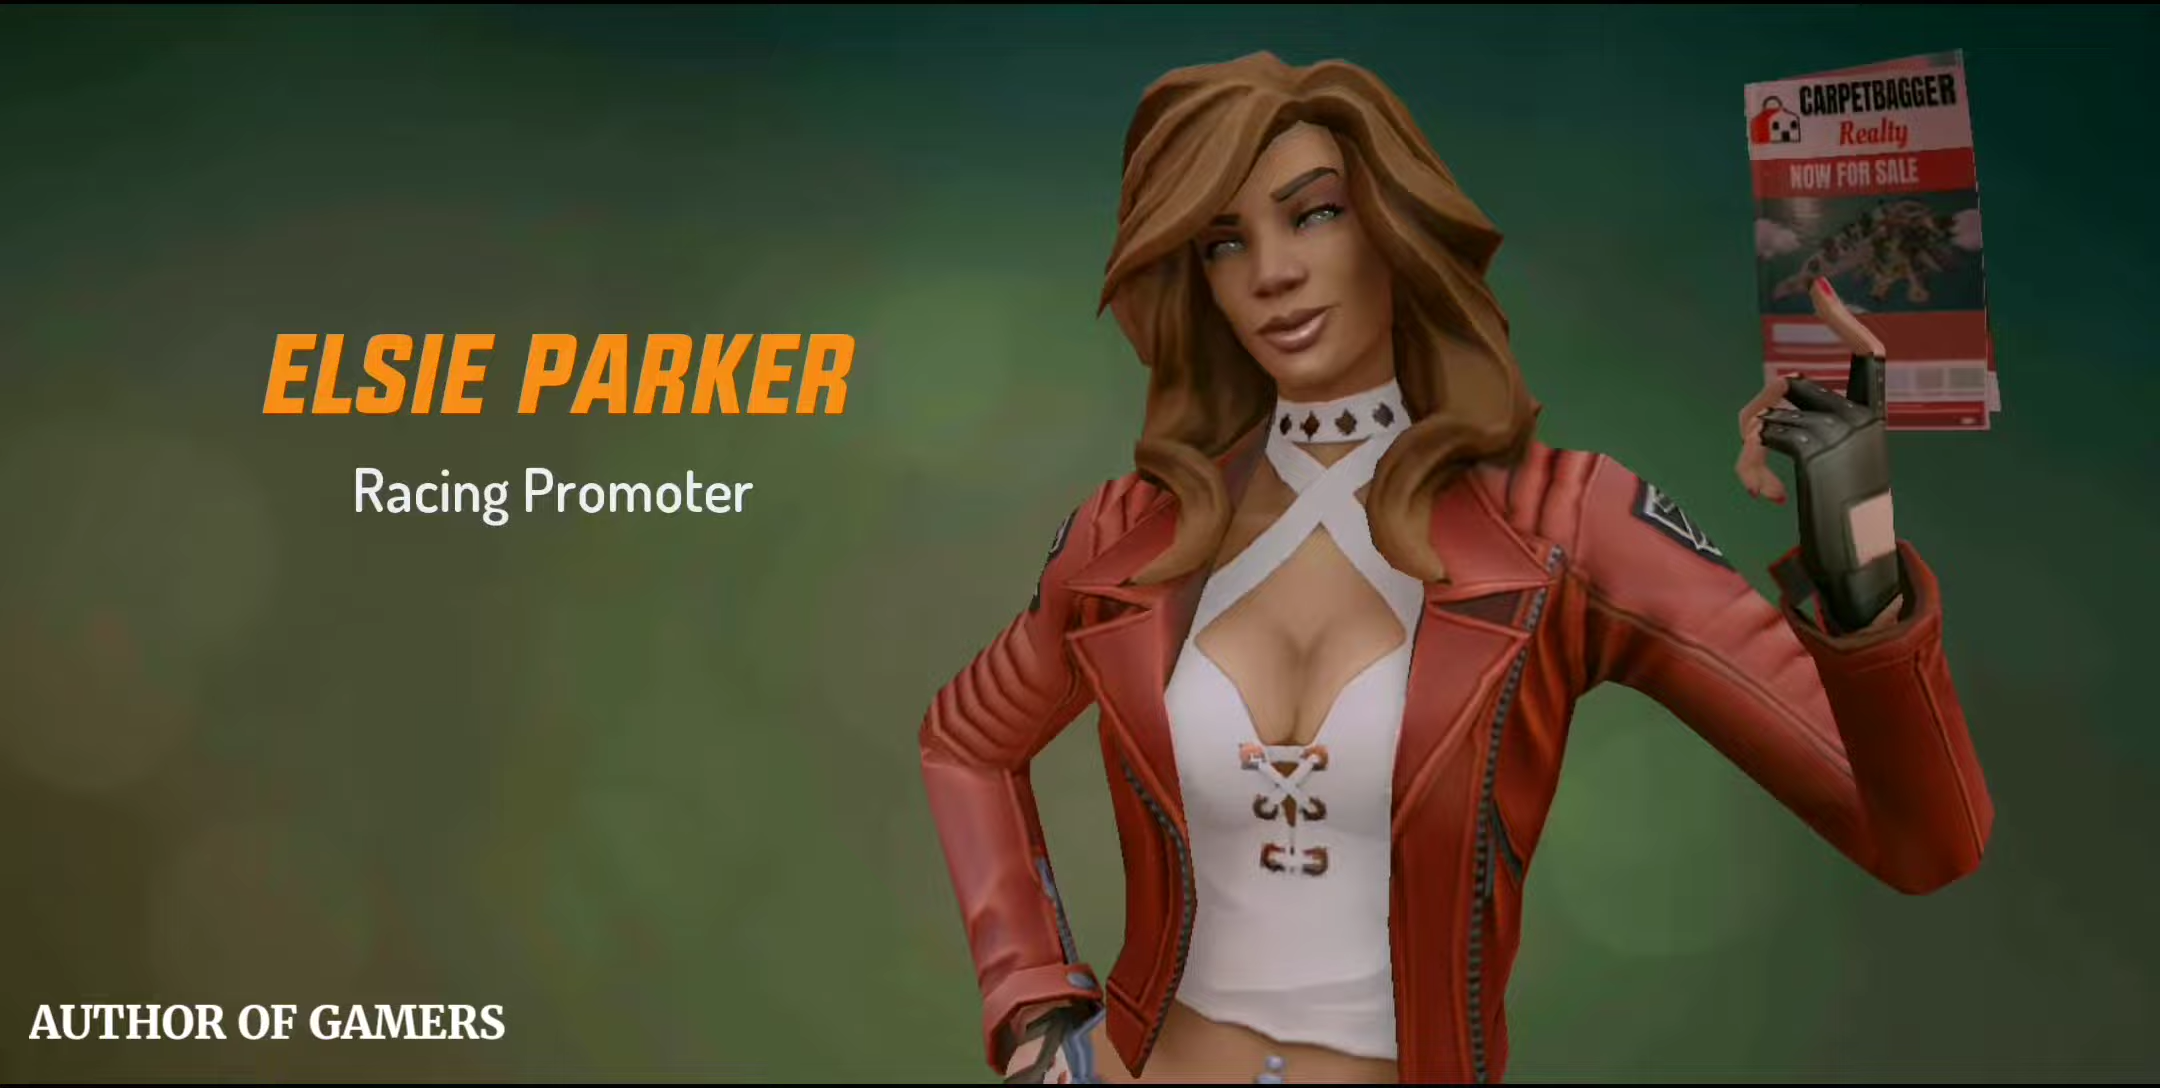 ELSIE PARKER
Racing Promoter
CARPETBAGGER
Realty
NOW FOR SALE
AUTHOR OF GAMERS